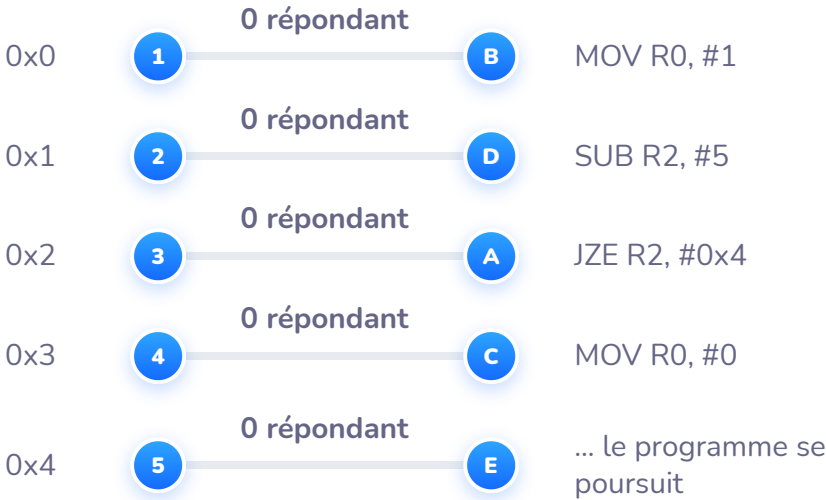 0 répondant
0x0 1 B MOV R0, #1
0 répondant
0x1 2 D SUB R2, #5
0 répondant
0x2 3 A JZE R2, #0x4
0 répondant
0x3 4 C MOV R0, #0
0 répondant
0x4 5 E ... le programme se
poursuit